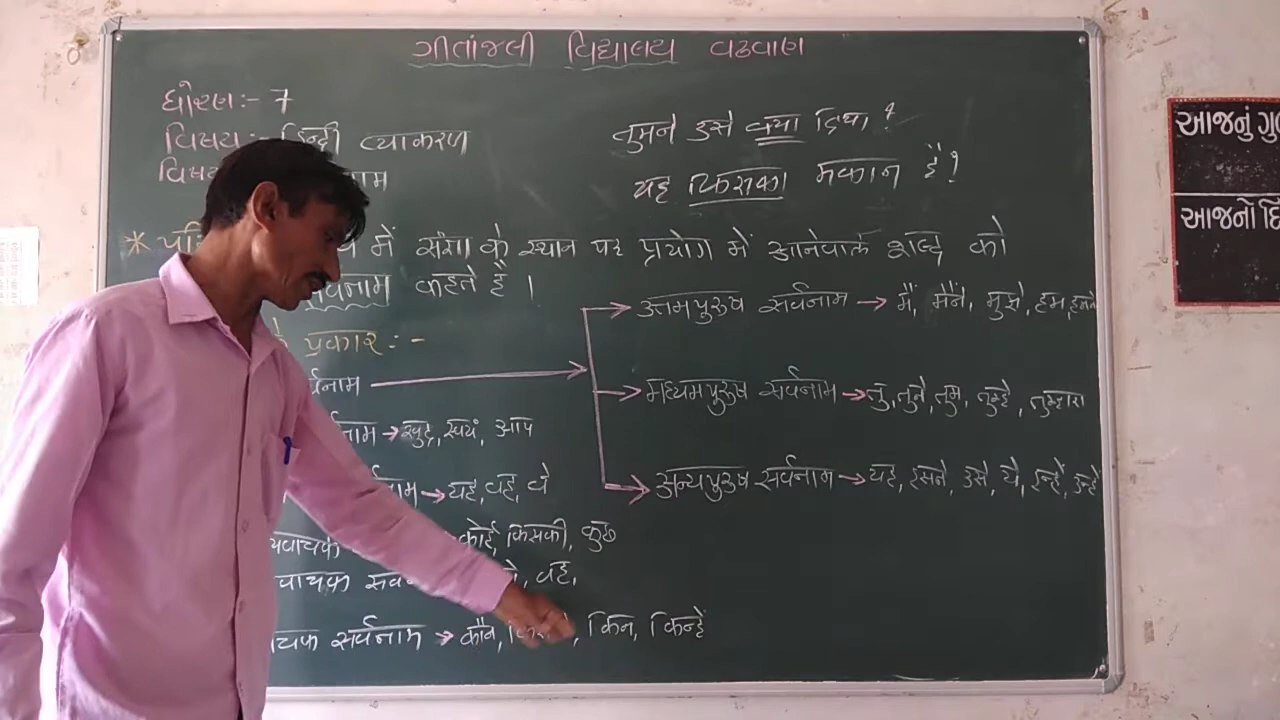 ગીતાંજલી વિદ્યાલય વઢવાણ
ધોરણ:- 7
વિષય:- हिन्दी व्याकरण
तुमने उसे क्या दिया ?
यह किसका मकान है ?
में संज्ञा के स्थान पर प्रयोग में आनेवाले शब्द को
सर्वनाम कहते है ।
प्रकार :-
उत्तमपुरुष सर्वनाम → मैं, मैंने, मुझे, हम, हमने
मध्यमपुरुष सर्वनाम → तु, तुने, तुम, तुम्हे, तुम्हारा
अन्यपुरुष सर्वनाम → यह, इसने, उसे, ये, इन्हें, उन्हें
→ खुद, स्वयं, आप
→ यह, वह, वे
कोई, किसकी, कुछ
वह,
सर्वनाम → कौन, किन, किन्हें
આજનું
આજનો